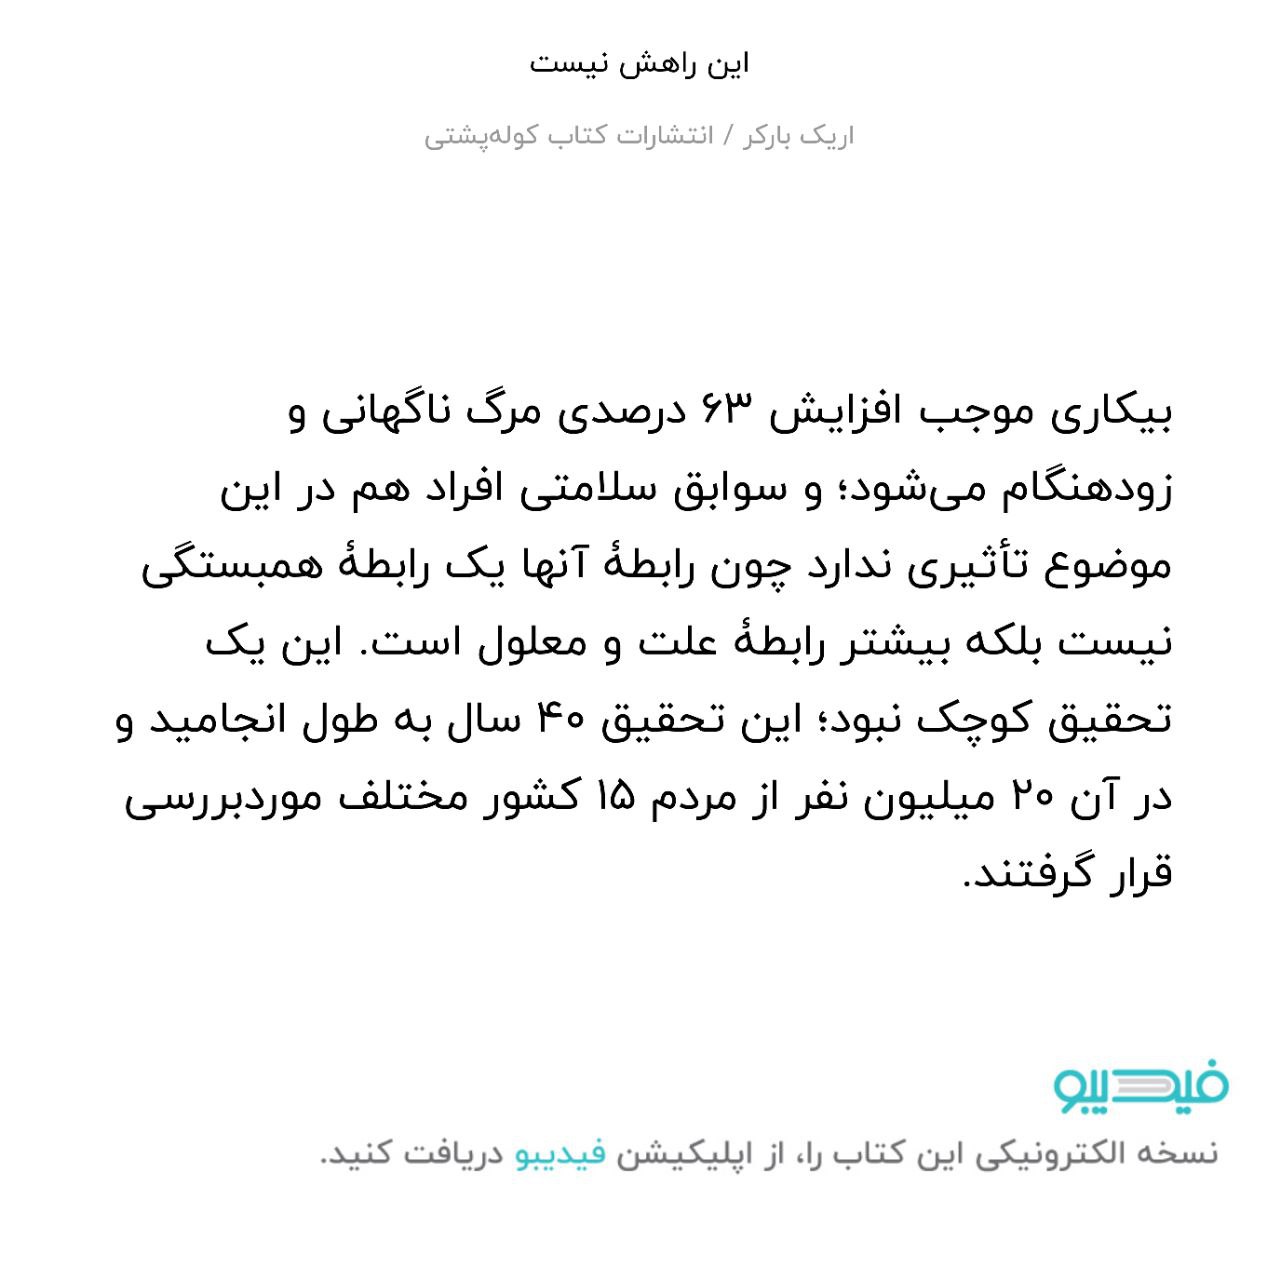 این راهش نیست
اریک بارکر / انتشارات کتاب کوله‌پشتی
بیکاری موجب افزایش ۶۳ درصدی مرگ ناگهانی و
زودهنگام می‌شود؛ و سوابق سلامتی افراد هم در این
موضوع تأثیری ندارد چون رابطهٔ آنها یک رابطهٔ همبستگی
نیست بلکه بیشتر رابطهٔ علت و معلول است. این یک
تحقیق کوچک نبود؛ این تحقیق ۴۰ سال به طول انجامید و
در آن ۲۰ میلیون نفر از مردم ۱۵ کشور مختلف موردبررسی
قرار گرفتند.
فیدیبو
نسخه الکترونیکی این کتاب را، از اپلیکیشن فیدیبو دریافت کنید.